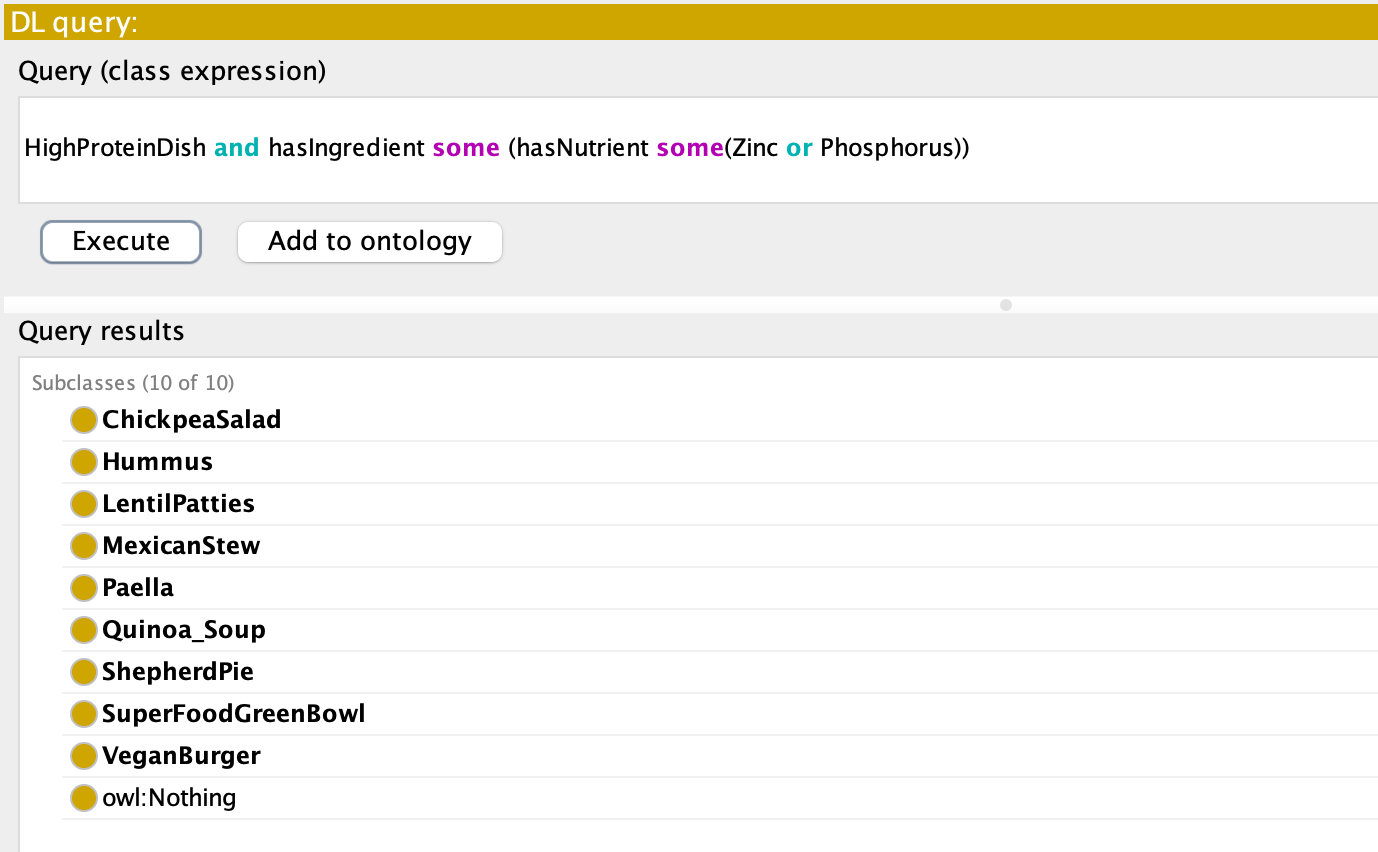 DL query:
Query (class expression)
HighProteinDish and hasIngredient some (hasNutrient some(Zinc or Phosphorus))
Execute
Add to ontology
Query results
Subclasses (10 of 10)
ChickpeaSalad
Hummus
LentilPatties
MexicanStew
Paella
Quinoa_Soup
ShepherdPie
SuperFoodGreenBowl
VeganBurger
owl:Nothing